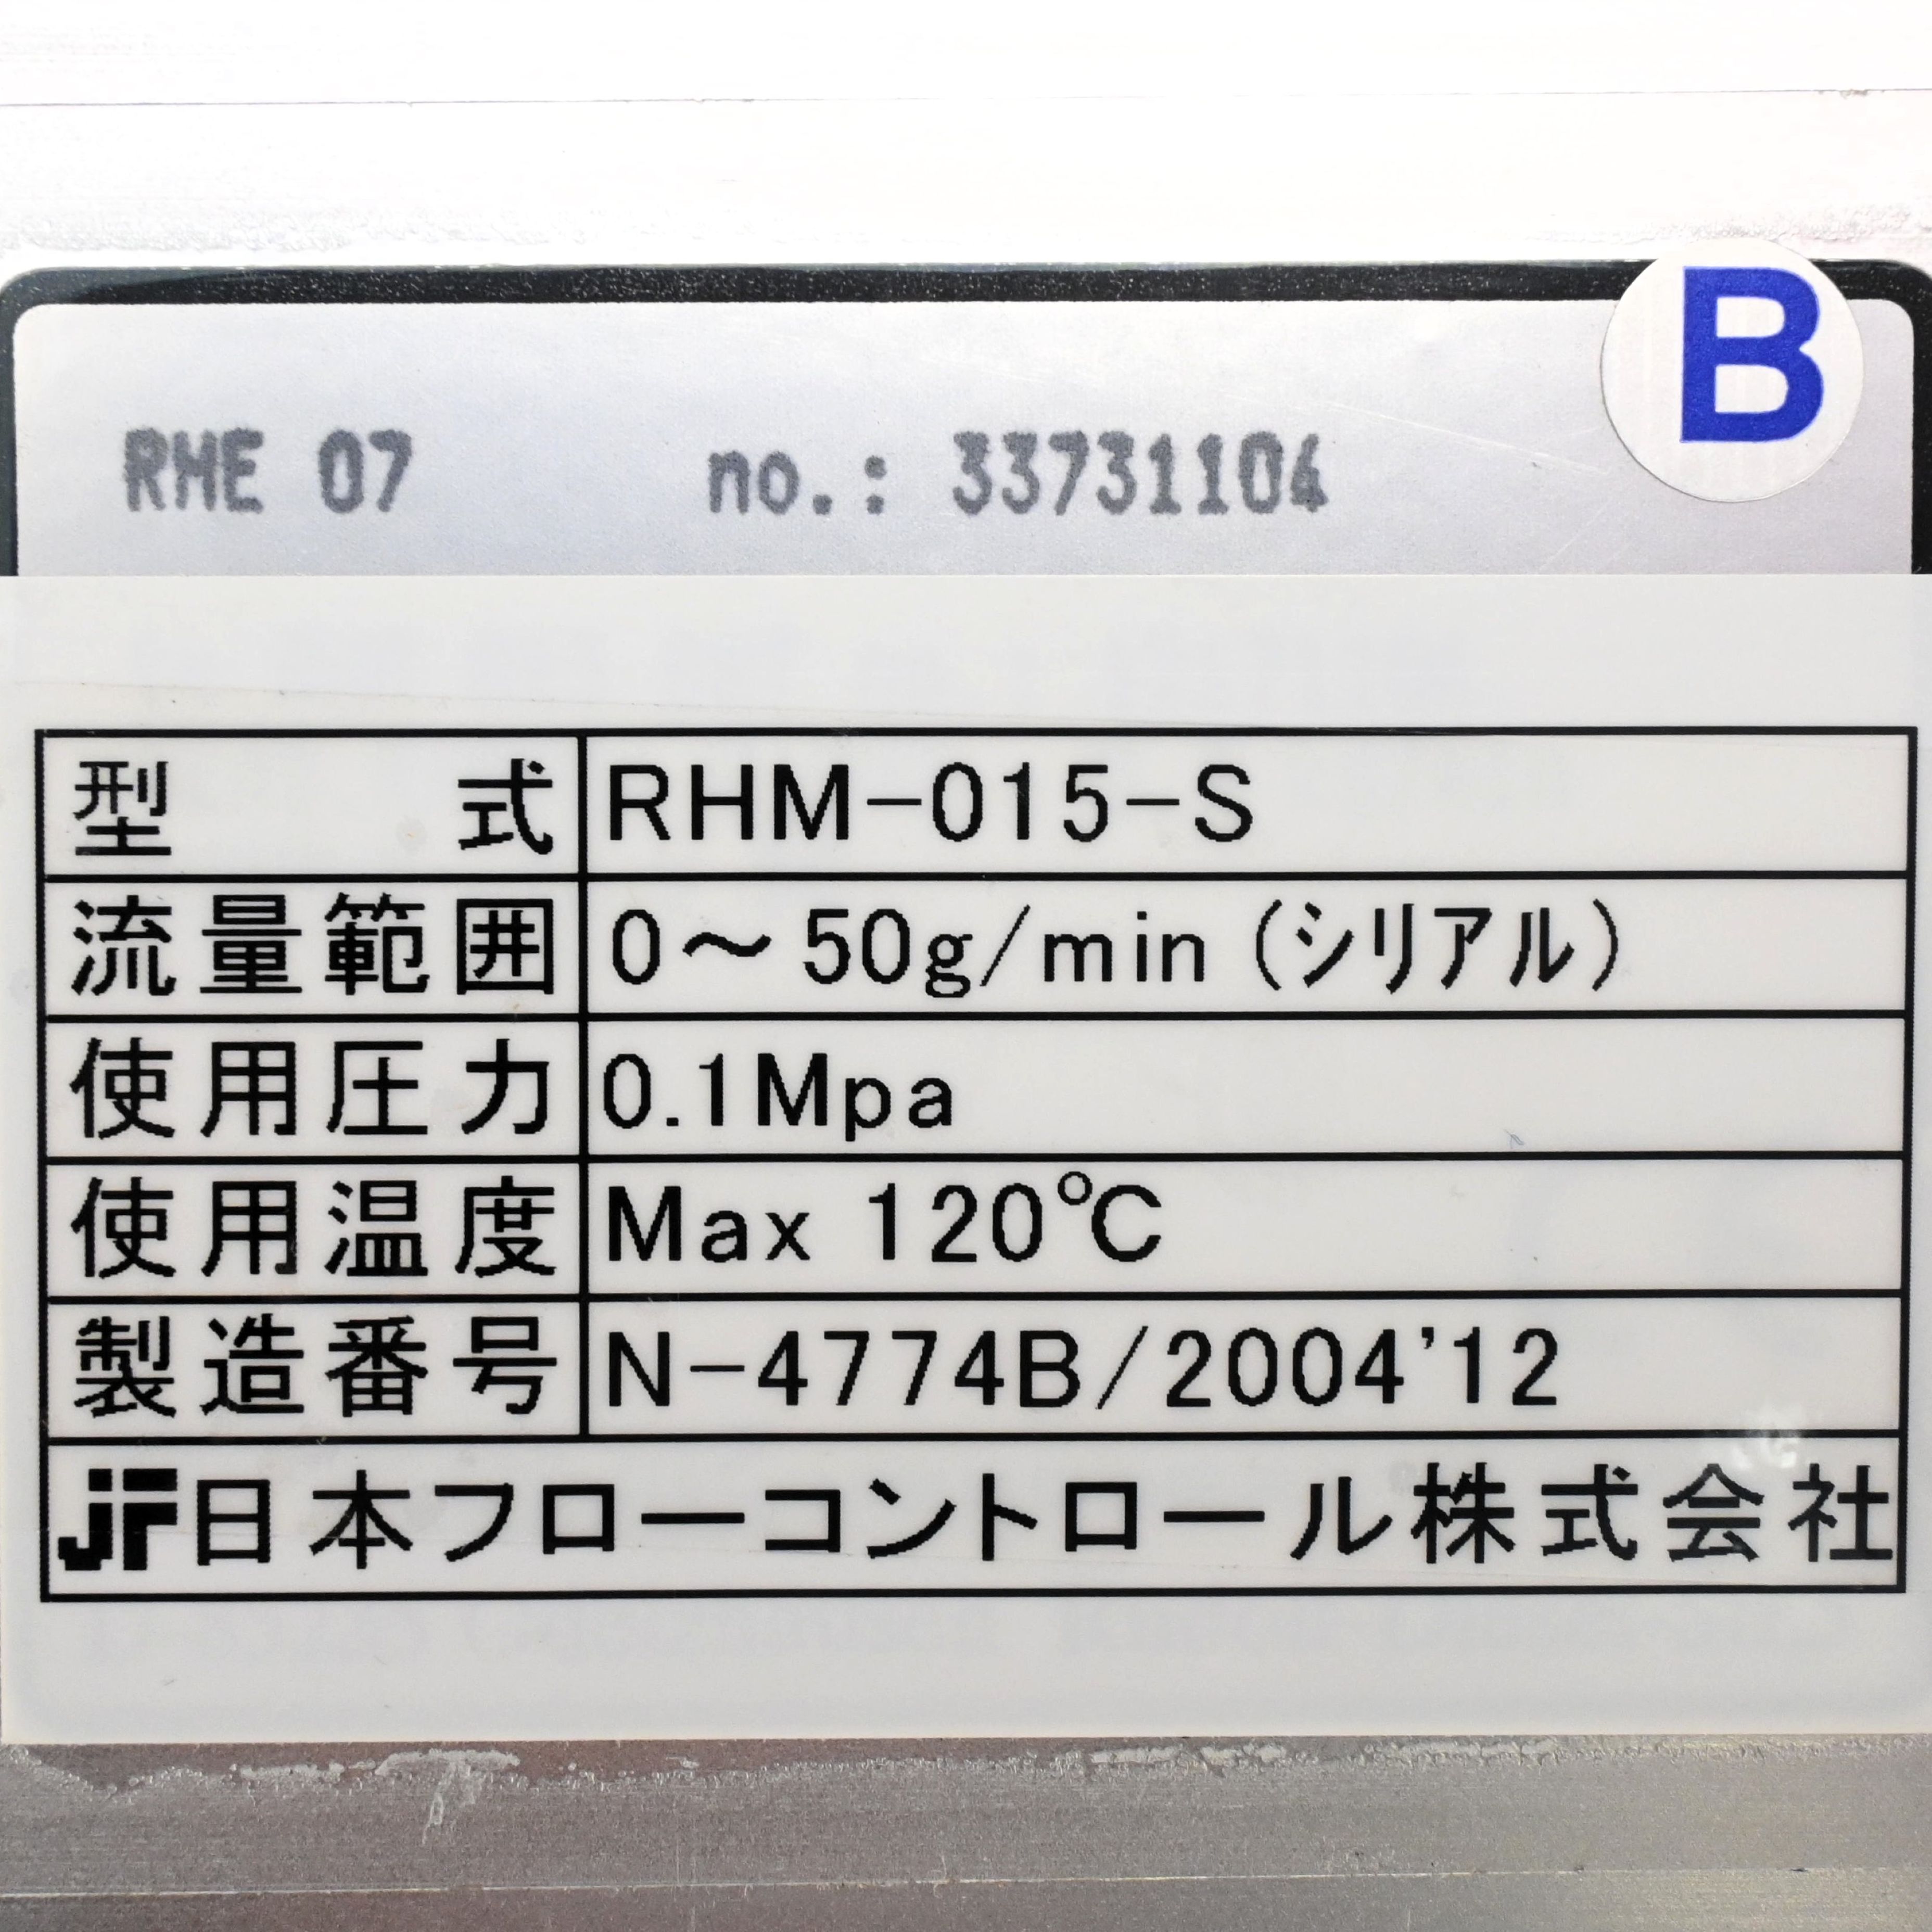 B
RME 07 no.: 33731104
型式 RHM-015-S
流量範囲 0～50g/min (シリアル)
使用圧力 0.1Mpa
使用温度 Max 120℃
製造番号 N-4774B/2004'12
JF日本フローコントロール株式会社